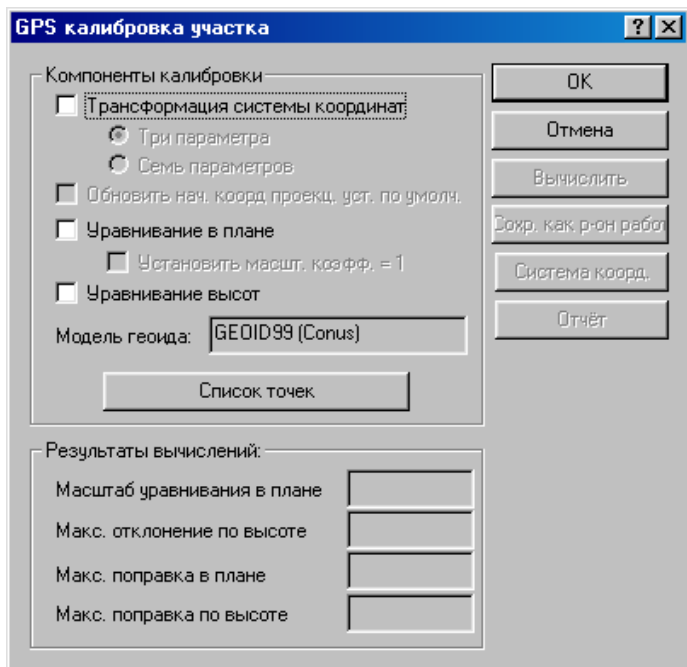 GPS калибровка участка
Компоненты калибровки
Трансформация системы координат
Три параметра
Семь параметров
Обновить нач. коорд проекц. уст. по умолч.
Уравнивание в плане
Установить масшт. коэфф. = 1
Уравнивание высот
Модель геоида: GEOID99 (Conus)
Список точек
OK
Отмена
Вычислить
Сохр. как р-он работ
Система коорд.
Отчёт
Результаты вычислений:
Масштаб уравнивания в плане
Макс. отклонение по высоте
Макс. поправка в плане
Макс. поправка по высоте